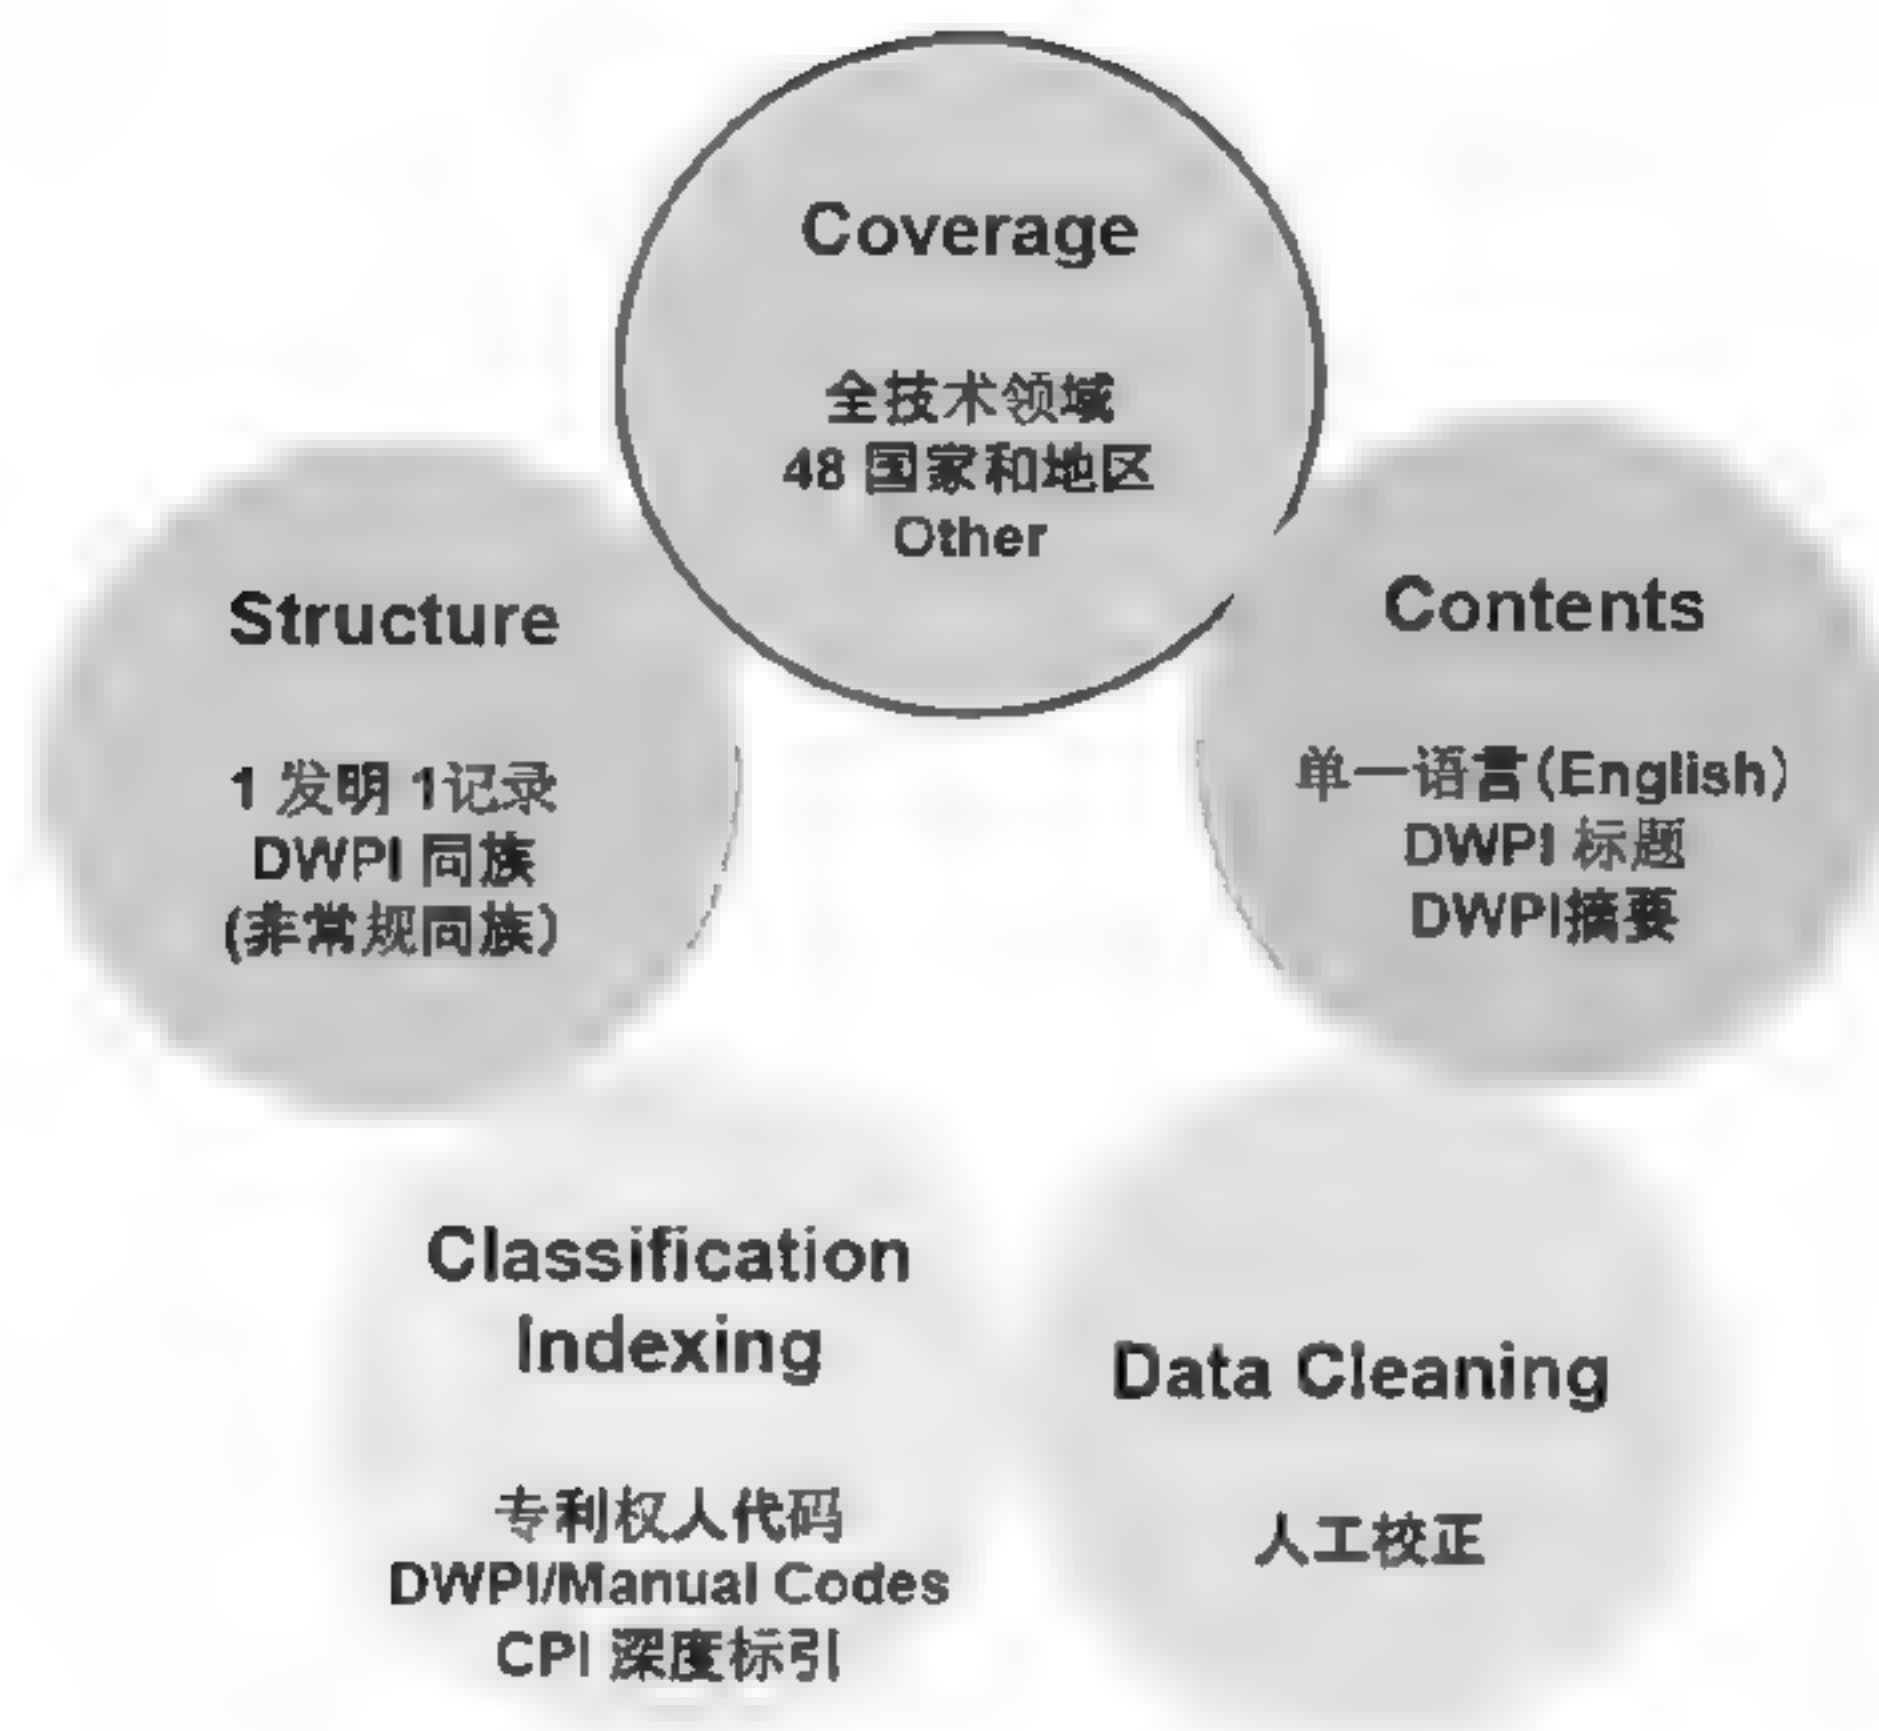 Coverage
全技术领域
48 国家和地区
Other
Structure
1 发明 1记录
DWPI 同族
(非常规同族)
Contents
单一语言(English)
DWPI 标题
DWPI摘要
Classification
Indexing
专利权人代码
DWPI/Manual Codes
CPI 深度标引
Data Cleaning
人工校正